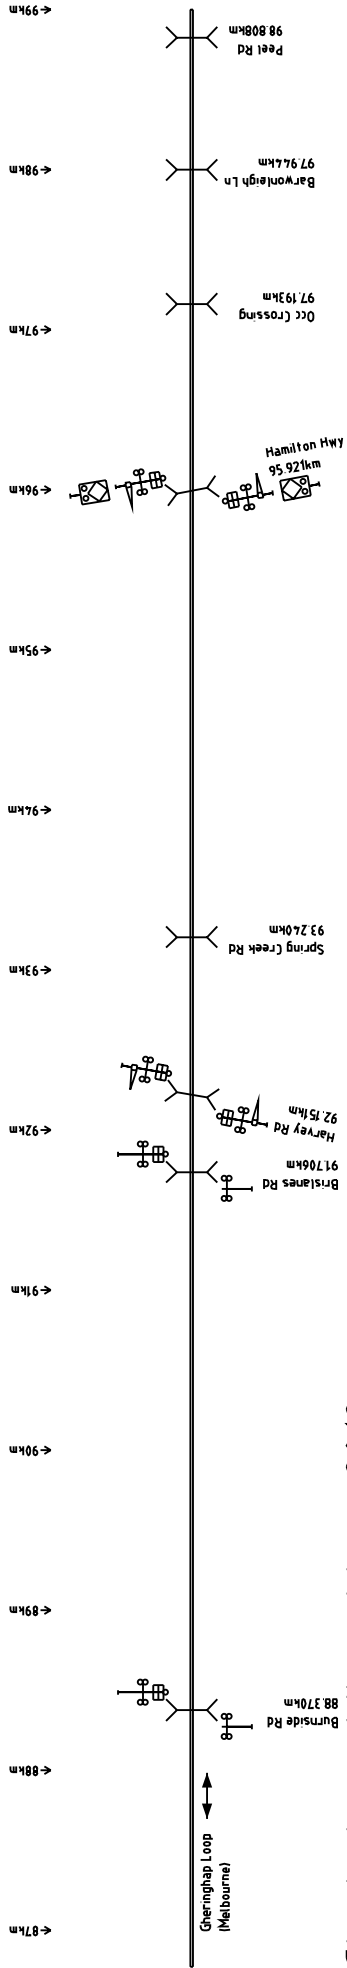 99km
98.808km
Peel Rd
98km
97.944km
Barwonleigh Ln
97.193km
Occ Crossing
97km
Hamilton Hwy
95.921km
96km
95km
94km
93.240km
Spring Creek Rd
93km
92.151km
Harvey Rd
92km
91.706km
Brislanes Rd
91km
90km
89km
88.370km
Burnside Rd
88km
Gheringhap Loop
(Melbourne)
87km